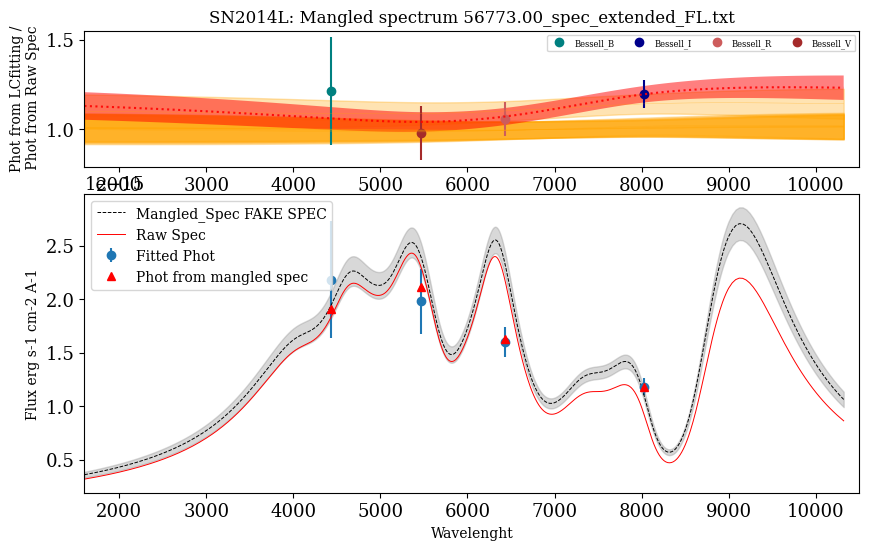 SN2014L: Mangled spectrum 56773.00_spec_extended_FL.txt
Phot from LCfitting /
Phot from Raw Spec
1.5
1.0
Bessell_B
Bessell_I
Bessell_R
Bessell_V
2000 3000 4000 5000 6000 7000 8000 9000 10000
1e−15
Flux erg s-1 cm-2 A-1
2.5
2.0
1.5
1.0
0.5
Mangled_Spec FAKE SPEC
Raw Spec
Fitted Phot
Phot from mangled spec
2000 3000 4000 5000 6000 7000 8000 9000 10000
Wavelenght